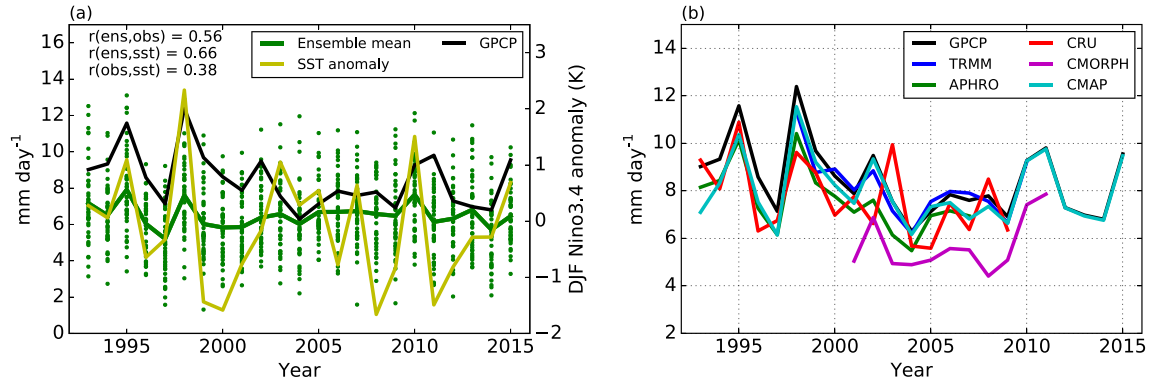 (a)
r(ens,obs) = 0.56
r(ens,sst) = 0.66
r(obs,sst) = 0.38
Ensemble mean
SST anomaly
GPCP
16
14
12
10
8
6
4
2
0
mm day⁻¹
3
2
1
0
−1
−2
DJF Nino3.4 anomaly (K)
1995 2000 2005 2010 2015
Year
(b)
GPCP
TRMM
APHRO
CRU
CMORPH
CMAP
14
12
10
8
6
4
2
mm day⁻¹
1995 2000 2005 2010 2015
Year